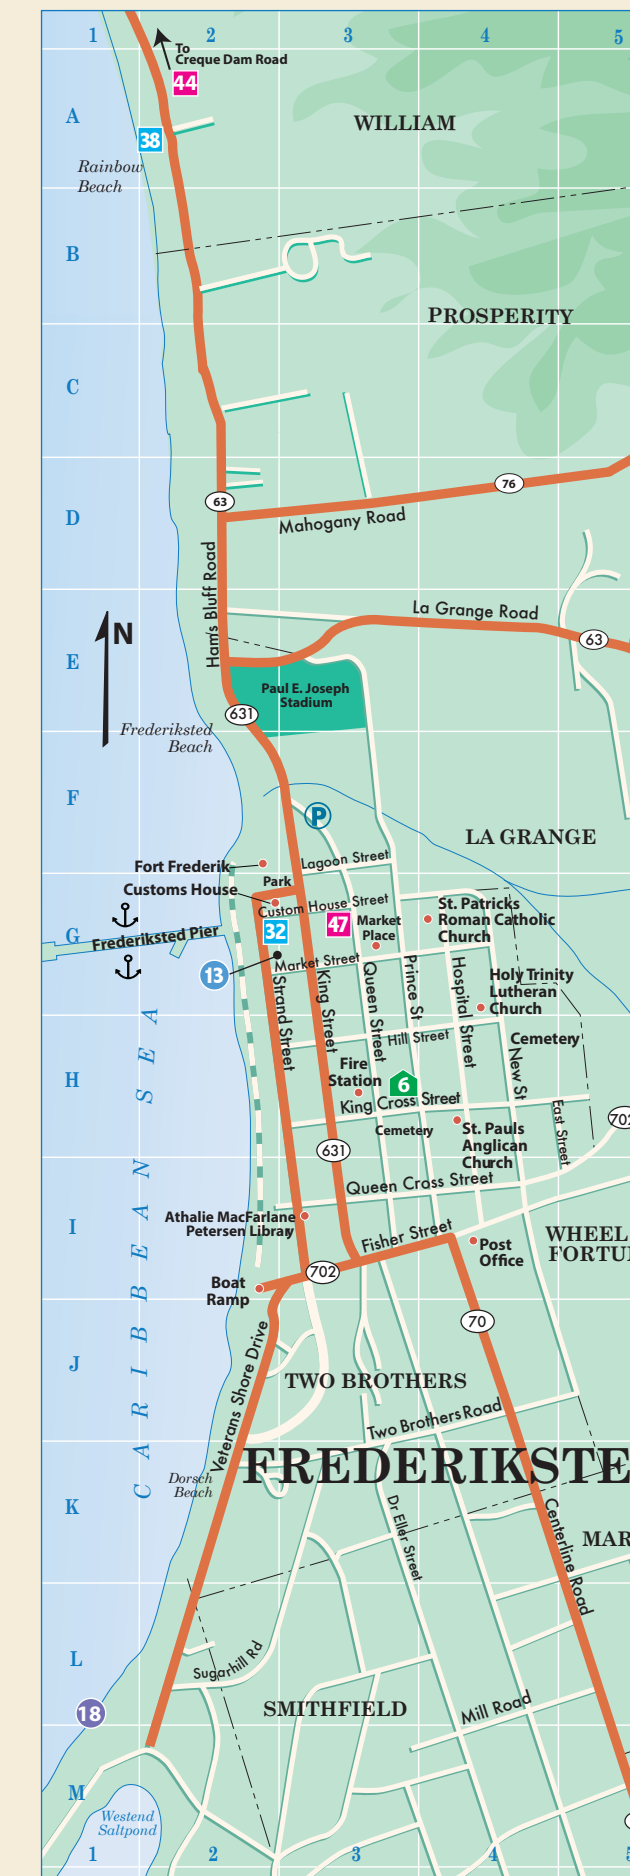 1 2 3 4 5
To
Creque Dam Road
44
A
WILLIAM
38
Rainbow
Beach
B
PROSPERITY
C
76
63
D
Mahogany Road
Ham's Bluff Road
La Grange Road
N
63
E
Paul E. Joseph
Stadium
631
Frederiksted
Beach
F
P
LA GRANGE
Lagoon Street
Fort Frederik
Park
Customs House
Custom House Street
St. Patricks
Roman Catholic
Church
47
Market
Place
32
G
Frederiksted Pier
Market Street
13
Holy Trinity
Lutheran
Church
Strand Street
King Street
Queen Street
Prince St.
Hospital Street
New St
Hill Street
Cemetery
Fire
Station
6
H
King Cross Street
East Street
702
Cemetery
St. Pauls
Anglican
Church
631
Queen Cross Street
Athalie MacFarlane
Petersen Libray
I
Fisher Street
Post
Office
WHEEL
FORTU
702
Boat
Ramp
70
CARIBBEAN SEA
J
Veterans Shore Drive
TWO BROTHERS
Two Brothers Road
FREDERIKSTE
Dorsch
Beach
K
Dr Eller Street
Centerline Road
MAR
L
Sugarhill Rd
SMITHFIELD
Mill Road
18
M
Westend
Saltpond
1 2 3 4 5